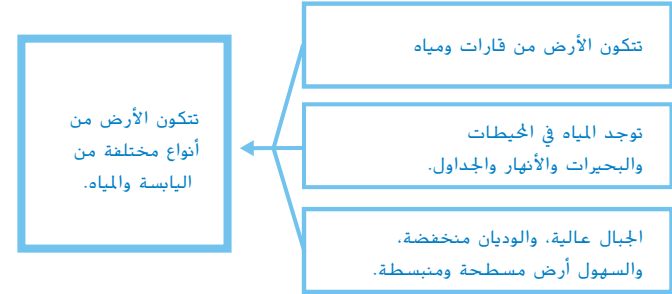 تتكون الأرض من قارات ومياه
توجد المياه في المحيطات
والبحيرات والأنهار والجداول.
الجبال عالية، والوديان منخفضة،
والسهول أرض مسطحة ومنبسطة.
تتكون الأرض من
أنواع مختلفة من
اليابسة والمياه.